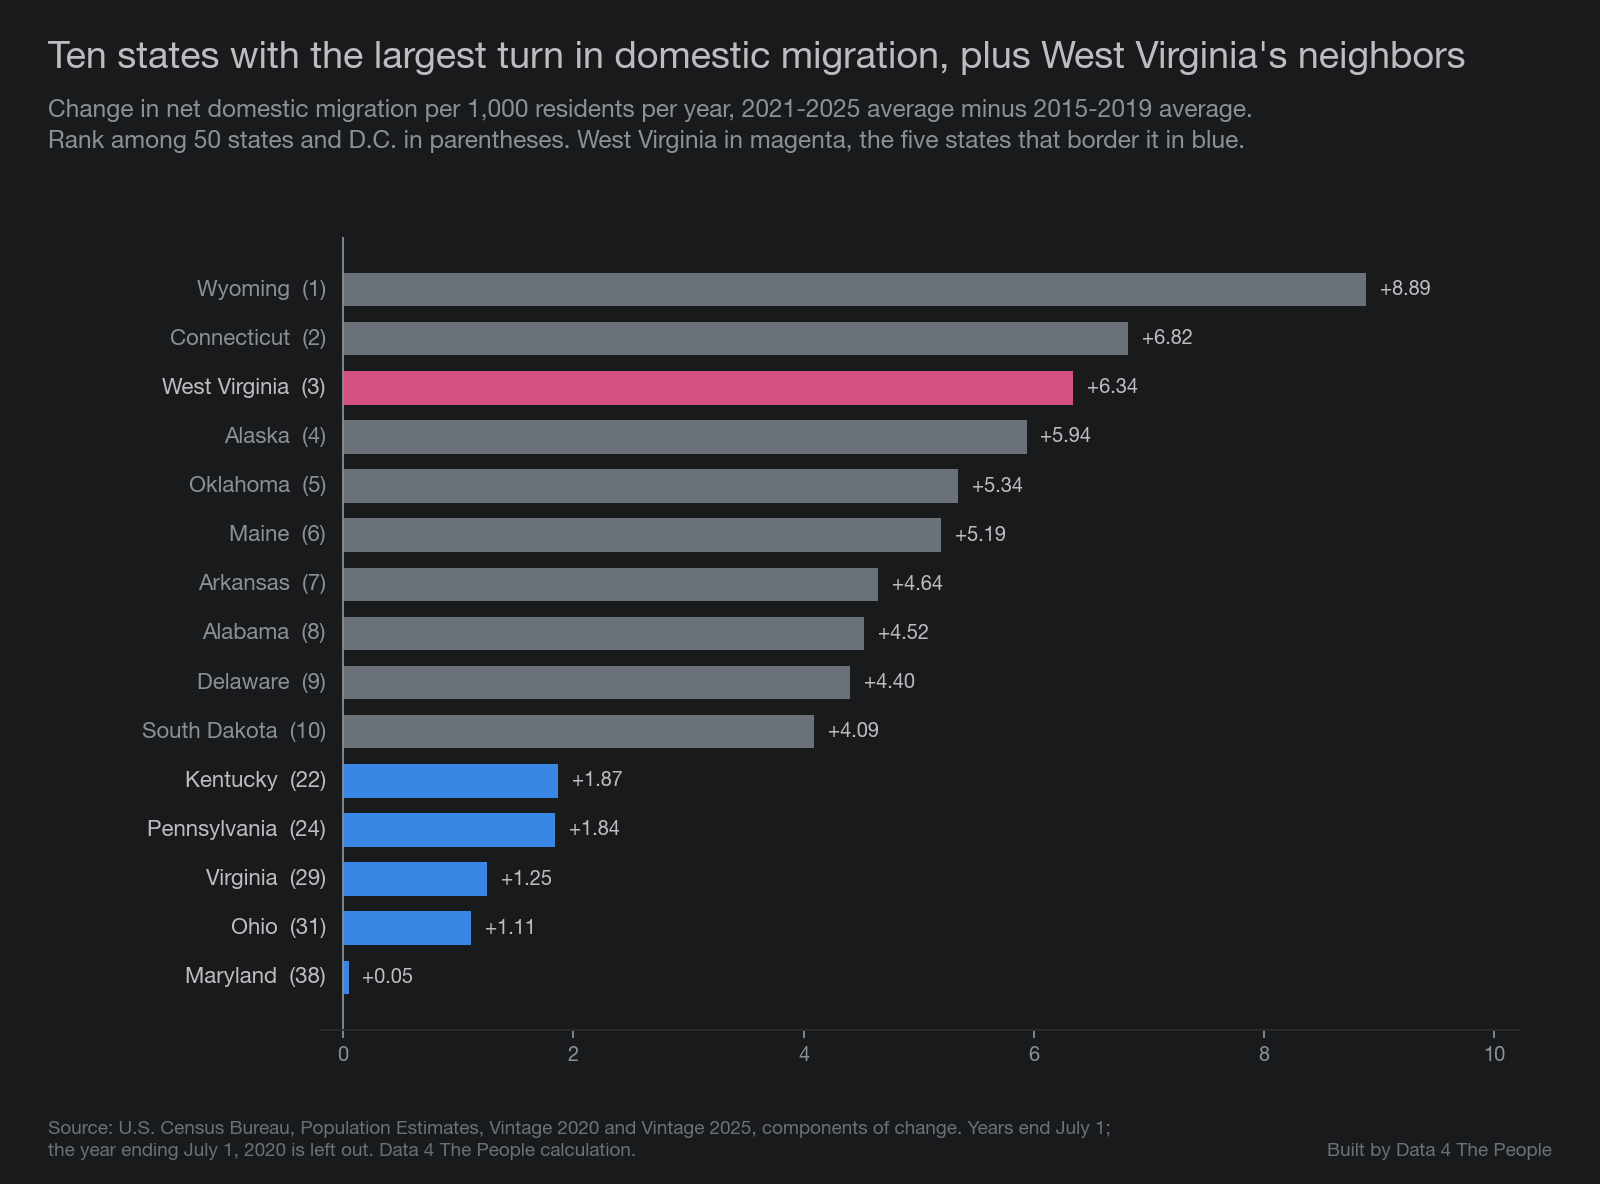 Ten states with the largest turn in domestic migration, plus West Virginia's neighbors
Change in net domestic migration per 1,000 residents per year, 2021-2025 average minus 2015-2019 average.
Rank among 50 states and D.C. in parentheses. West Virginia in magenta, the five states that border it in blue.
Wyoming (1) +8.89
Connecticut (2) +6.82
West Virginia (3) +6.34
Alaska (4) +5.94
Oklahoma (5) +5.34
Maine (6) +5.19
Arkansas (7) +4.64
Alabama (8) +4.52
Delaware (9) +4.40
South Dakota (10) +4.09
Kentucky (22) +1.87
Pennsylvania (24) +1.84
Virginia (29) +1.25
Ohio (31) +1.11
Maryland (38) +0.05
0 2 4 6 8 10
Source: U.S. Census Bureau, Population Estimates, Vintage 2020 and Vintage 2025, components of change. Years end July 1;
the year ending July 1, 2020 is left out. Data 4 The People calculation.
Built by Data 4 The People